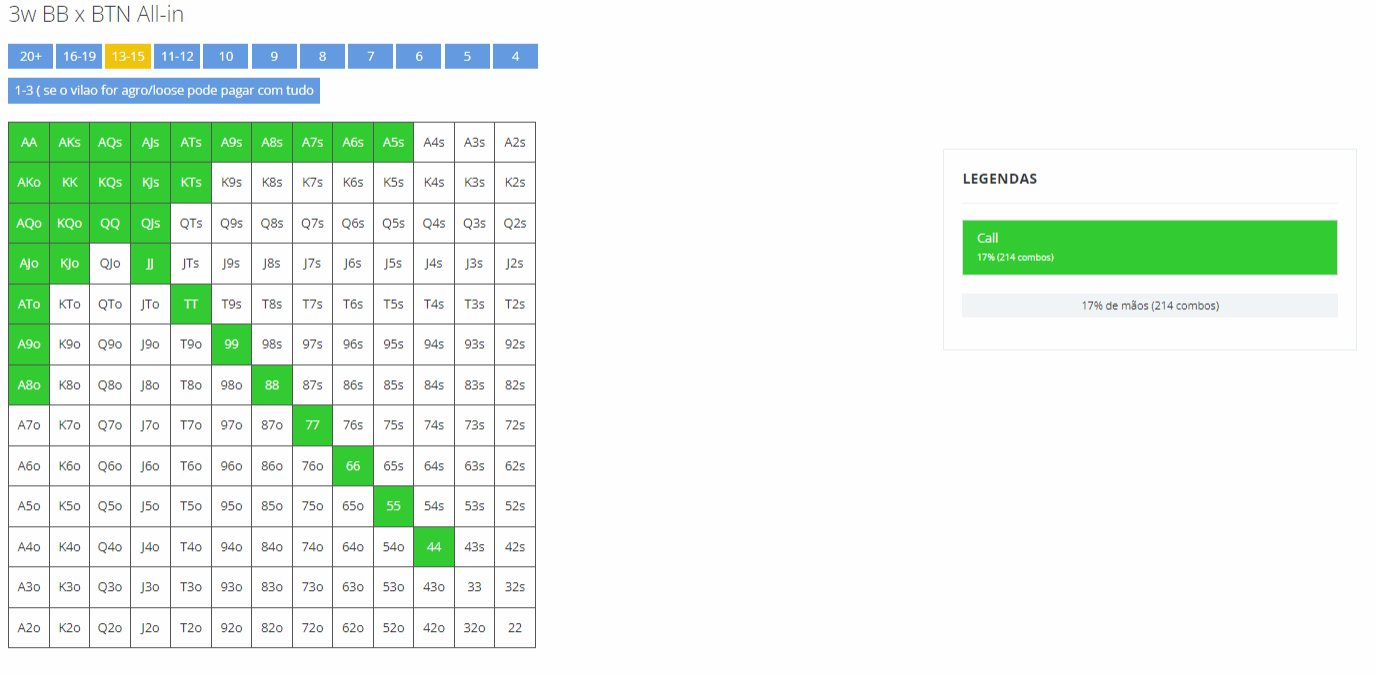 3w BB x BTN All-in
20+ 16-19 13-15 11-12 10 9 8 7 6 5 4
1-3 ( se o vilao for agro/loose pode pagar com tudo
AA AKs AQs AJs ATs A9s A8s A7s A6s A5s A4s A3s A2s
AKo KK KQs KJs KTs K9s K8s K7s K6s K5s K4s K3s K2s
AQo KQo QQ QJs QTs Q9s Q8s Q7s Q6s Q5s Q4s Q3s Q2s
AJo KJo QJo JJ JTs J9s J8s J7s J6s J5s J4s J3s J2s
ATo KTo QTo JTo TT T9s T8s T7s T6s T5s T4s T3s T2s
A9o K9o Q9o J9o T9o 99 98s 97s 96s 95s 94s 93s 92s
A8o K8o Q8o J8o T8o 98o 88 87s 86s 85s 84s 83s 82s
A7o K7o Q7o J7o T7o 97o 87o 77 76s 75s 74s 73s 72s
A6o K6o Q6o J6o T6o 96o 86o 76o 66 65s 64s 63s 62s
A5o K5o Q5o J5o T5o 95o 85o 75o 65o 55 54s 53s 52s
A4o K4o Q4o J4o T4o 94o 84o 74o 64o 54o 44 43s 42s
A3o K3o Q3o J3o T3o 93o 83o 73o 63o 53o 43o 33 32s
A2o K2o Q2o J2o T2o 92o 82o 72o 62o 52o 42o 32o 22
LEGENDAS
Call
17% (214 combos)
17% de mãos (214 combos)